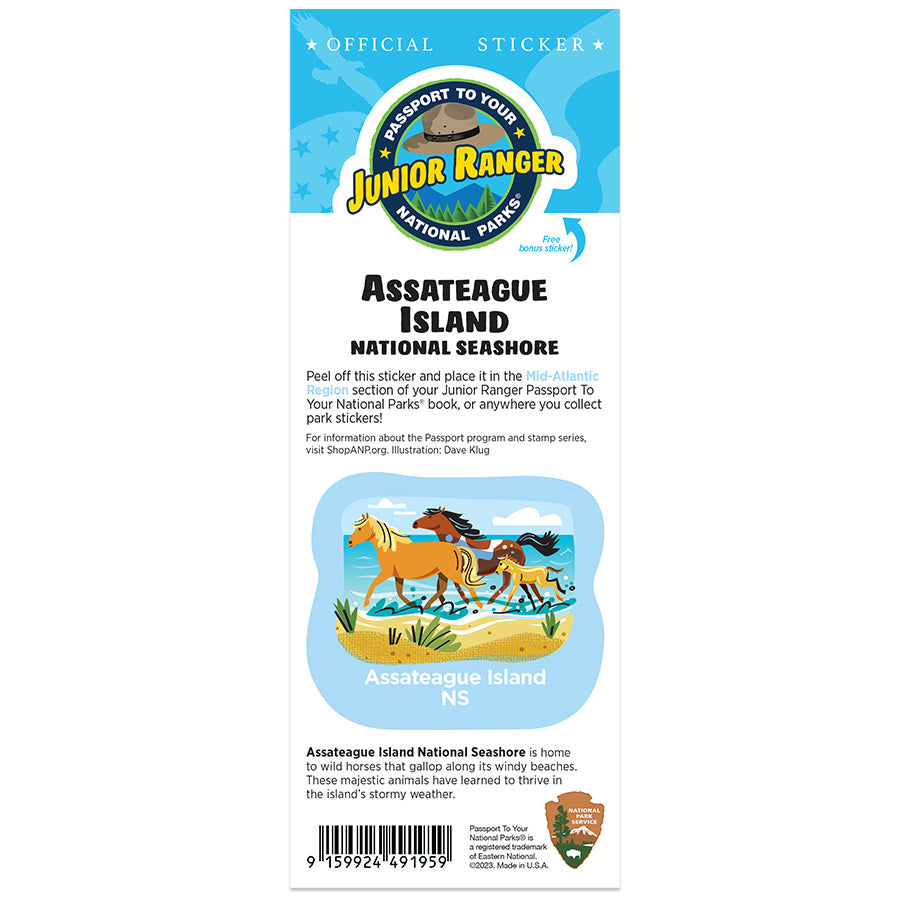 ★ OFFICIAL STICKER ★
PASSPORT TO YOUR
JUNIOR RANGER
NATIONAL PARKS®
Free
bonus sticker!
ASSATEAGUE
ISLAND
NATIONAL SEASHORE
Peel off this sticker and place it in the Mid-Atlantic
Region section of your Junior Ranger Passport To
Your National Parks® book, or anywhere you collect
park stickers!
For information about the Passport program and stamp series,
visit ShopANP.org. Illustration: Dave Klug
Assateague Island
NS
Assateague Island National Seashore is home
to wild horses that gallop along its windy beaches.
These majestic animals have learned to thrive in
the island's stormy weather.
NATIONAL
PARK
SERVICE
Passport To Your
National Parks® is
a registered trademark
of Eastern National.
©2023. Made in U.S.A.
9 159924 491959